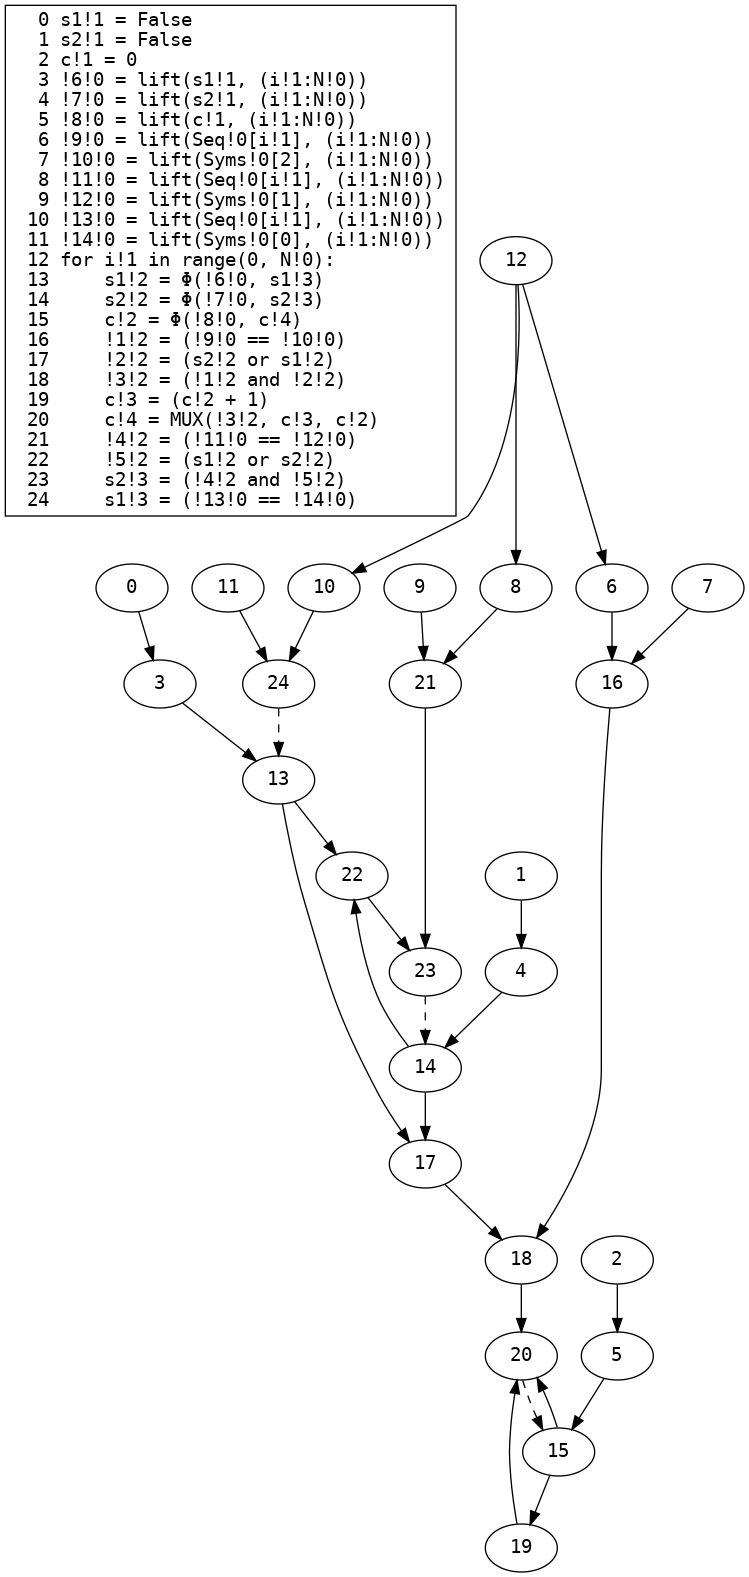 0 s1!1 = False
1 s2!1 = False
2 c!1 = 0
3 !6!0 = lift(s1!1, (i!1:N!0))
4 !7!0 = lift(s2!1, (i!1:N!0))
5 !8!0 = lift(c!1, (i!1:N!0))
6 !9!0 = lift(Seq!0[i!1], (i!1:N!0))
7 !10!0 = lift(Syms!0[2], (i!1:N!0))
8 !11!0 = lift(Seq!0[i!1], (i!1:N!0))
9 !12!0 = lift(Syms!0[1], (i!1:N!0))
10 !13!0 = lift(Seq!0[i!1], (i!1:N!0))
11 !14!0 = lift(Syms!0[0], (i!1:N!0))
12 for i!1 in range(0, N!0):
13     s1!2 = Φ(!6!0, s1!3)
14     s2!2 = Φ(!7!0, s2!3)
15     c!2 = Φ(!8!0, c!4)
16     !1!2 = (!9!0 == !10!0)
17     !2!2 = (s2!2 or s1!2)
18     !3!2 = (!1!2 and !2!2)
19     c!3 = (c!2 + 1)
20     c!4 = MUX(!3!2, c!3, c!2)
21     !4!2 = (!11!0 == !12!0)
22     !5!2 = (s1!2 or s2!2)
23     s2!3 = (!4!2 and !5!2)
24     s1!3 = (!13!0 == !14!0)
12
0
11
10
9
8
6
7
3
24
21
16
13
22
1
23
4
14
17
18
2
20
5
15
19